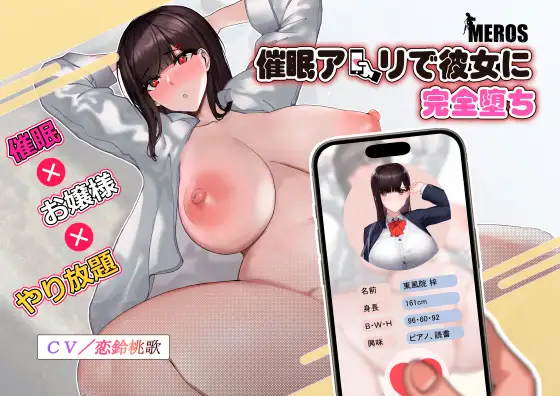 MEROS
催眠アプリで彼女に
完全堕ち
催眠
×
お嬢様
×
やり放題
CV/恋鈴桃歌
名前 東風院 梓
身長 161cm
B・W・H 96・60・92
興味 ピアノ、読書